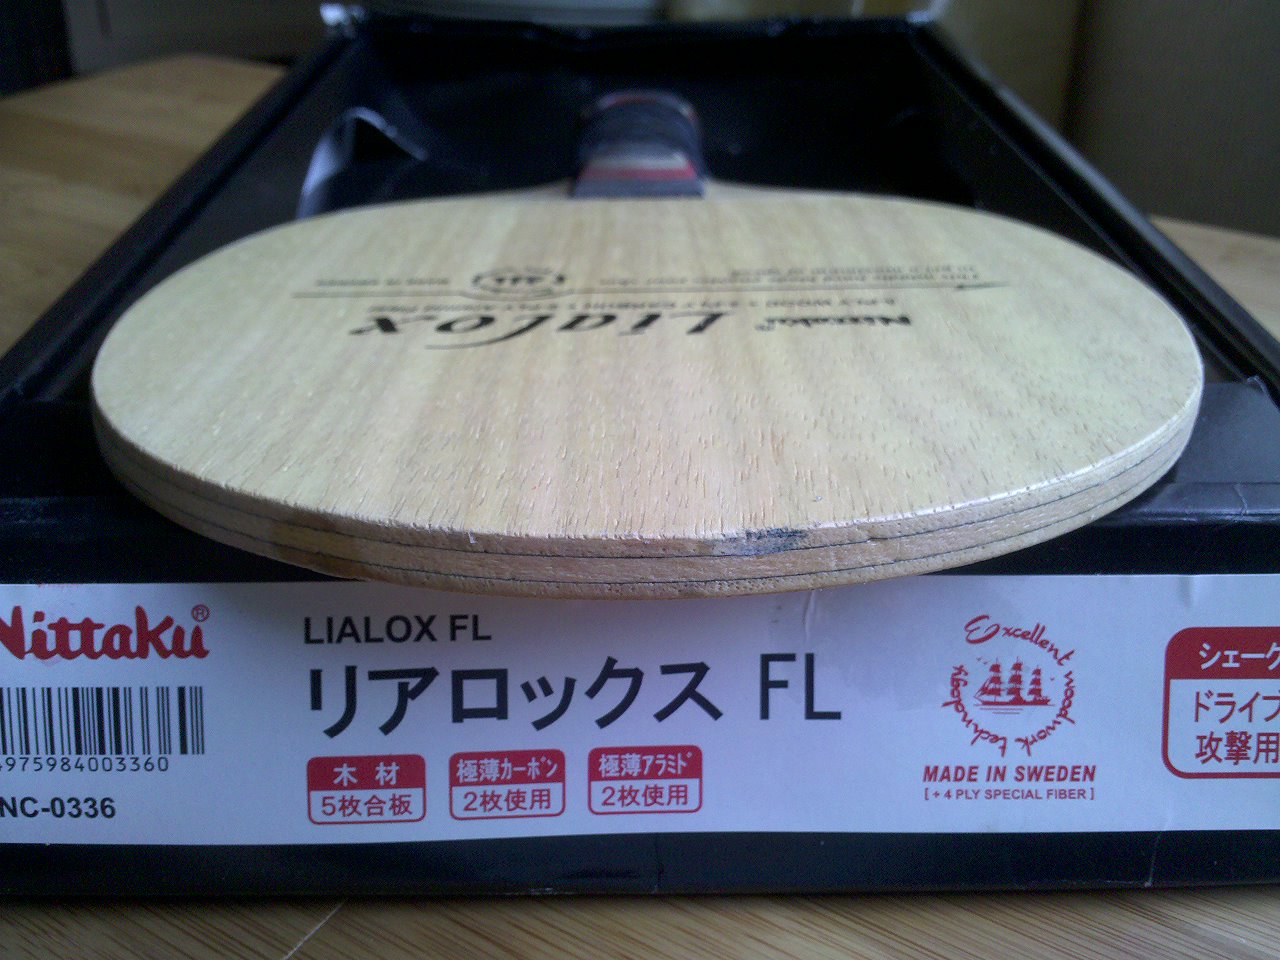 Nittaku®
Lialox
Nittaku®
4975984003360
NC-0336
LIALOX FL
リアロックス FL
木材
5枚合板
極薄カーボン
2枚使用
極薄アラミド
2枚使用
Excellent woodwork technology
MADE IN SWEDEN
[ + 4 PLY SPECIAL FIBER ]
シェーク
ドライブ
攻撃用